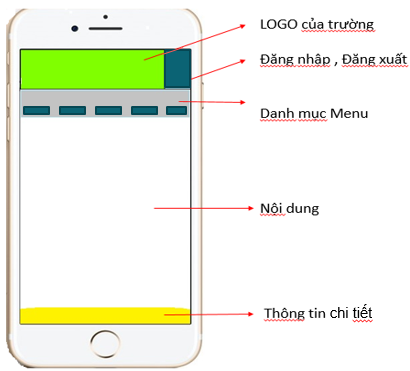 LOGO của trường
Đăng nhập , Đăng xuất
Danh mục Menu
Nội dung
Thông tin chi tiết